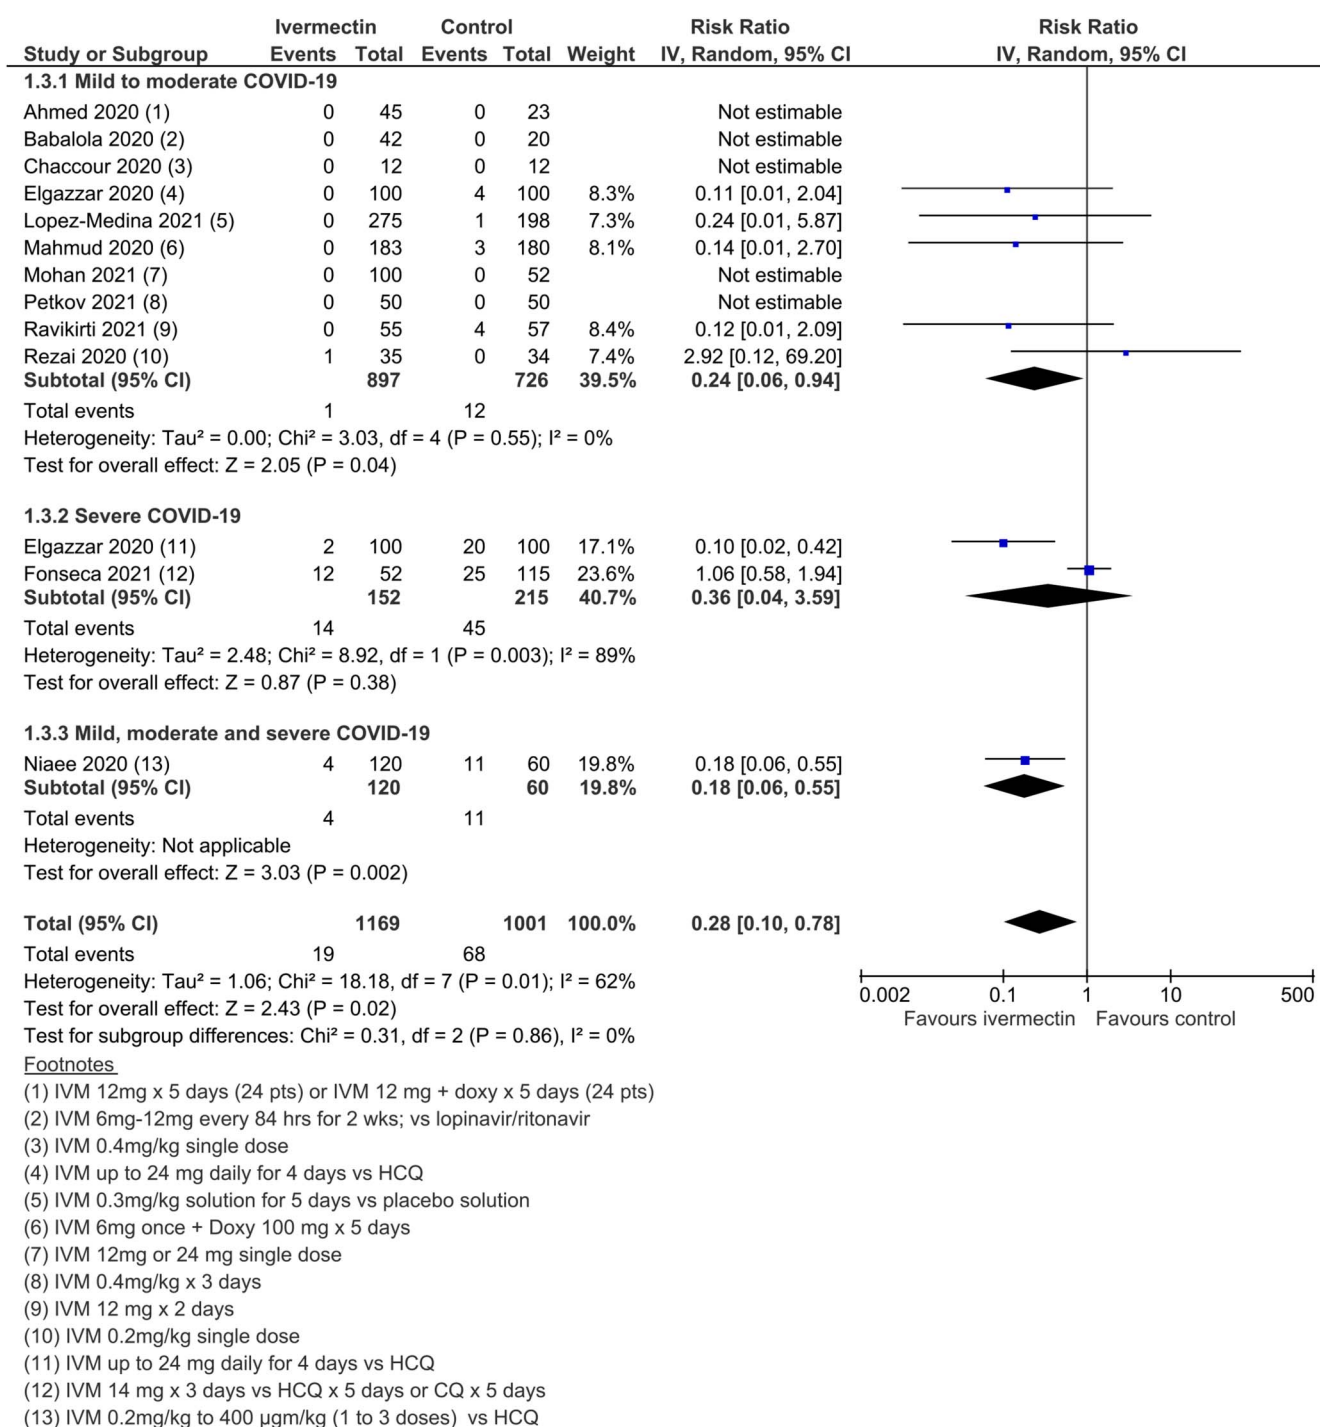 Ivermectin Control Risk Ratio Risk Ratio
Study or Subgroup Events Total Events Total Weight IV, Random, 95% CI IV, Random, 95% CI
1.3.1 Mild to moderate COVID-19
Ahmed 2020 (1) 0 45 0 23 Not estimable
Babalola 2020 (2) 0 42 0 20 Not estimable
Chaccour 2020 (3) 0 12 0 12 Not estimable
Elgazzar 2020 (4) 0 100 4 100 8.3% 0.11 [0.01, 2.04]
Lopez-Medina 2021 (5) 0 275 1 198 7.3% 0.24 [0.01, 5.87]
Mahmud 2020 (6) 0 183 3 180 8.1% 0.14 [0.01, 2.70]
Mohan 2021 (7) 0 100 0 52 Not estimable
Petkov 2021 (8) 0 50 0 50 Not estimable
Ravikirti 2021 (9) 0 55 4 57 8.4% 0.12 [0.01, 2.09]
Rezai 2020 (10) 1 35 0 34 7.4% 2.92 [0.12, 69.20]
Subtotal (95% CI) 897 726 39.5% 0.24 [0.06, 0.94]
Total events 1 12
Heterogeneity: Tau² = 0.00; Chi² = 3.03, df = 4 (P = 0.55); I² = 0%
Test for overall effect: Z = 2.05 (P = 0.04)
1.3.2 Severe COVID-19
Elgazzar 2020 (11) 2 100 20 100 17.1% 0.10 [0.02, 0.42]
Fonseca 2021 (12) 12 52 25 115 23.6% 1.06 [0.58, 1.94]
Subtotal (95% CI) 152 215 40.7% 0.36 [0.04, 3.59]
Total events 14 45
Heterogeneity: Tau² = 2.48; Chi² = 8.92, df = 1 (P = 0.003); I² = 89%
Test for overall effect: Z = 0.87 (P = 0.38)
1.3.3 Mild, moderate and severe COVID-19
Niaee 2020 (13) 4 120 11 60 19.8% 0.18 [0.06, 0.55]
Subtotal (95% CI) 120 60 19.8% 0.18 [0.06, 0.55]
Total events 4 11
Heterogeneity: Not applicable
Test for overall effect: Z = 3.03 (P = 0.002)
Total (95% CI) 1169 1001 100.0% 0.28 [0.10, 0.78]
Total events 19 68
Heterogeneity: Tau² = 1.06; Chi² = 18.18, df = 7 (P = 0.01); I² = 62%
Test for overall effect: Z = 2.43 (P = 0.02)
Test for subgroup differences: Chi² = 0.31, df = 2 (P = 0.86), I² = 0%
0.002 0.1 1 10 500
Favours ivermectin Favours control
Footnotes
(1) IVM 12mg x 5 days (24 pts) or IVM 12 mg + doxy x 5 days (24 pts)
(2) IVM 6mg-12mg every 84 hrs for 2 wks; vs lopinavir/ritonavir
(3) IVM 0.4mg/kg single dose
(4) IVM up to 24 mg daily for 4 days vs HCQ
(5) IVM 0.3mg/kg solution for 5 days vs placebo solution
(6) IVM 6mg once + Doxy 100 mg x 5 days
(7) IVM 12mg or 24 mg single dose
(8) IVM 0.4mg/kg x 3 days
(9) IVM 12 mg x 2 days
(10) IVM 0.2mg/kg single dose
(11) IVM up to 24 mg daily for 4 days vs HCQ
(12) IVM 14 mg x 3 days vs HCQ x 5 days or CQ x 5 days
(13) IVM 0.2mg/kg to 400 µgm/kg (1 to 3 doses) vs HCQ